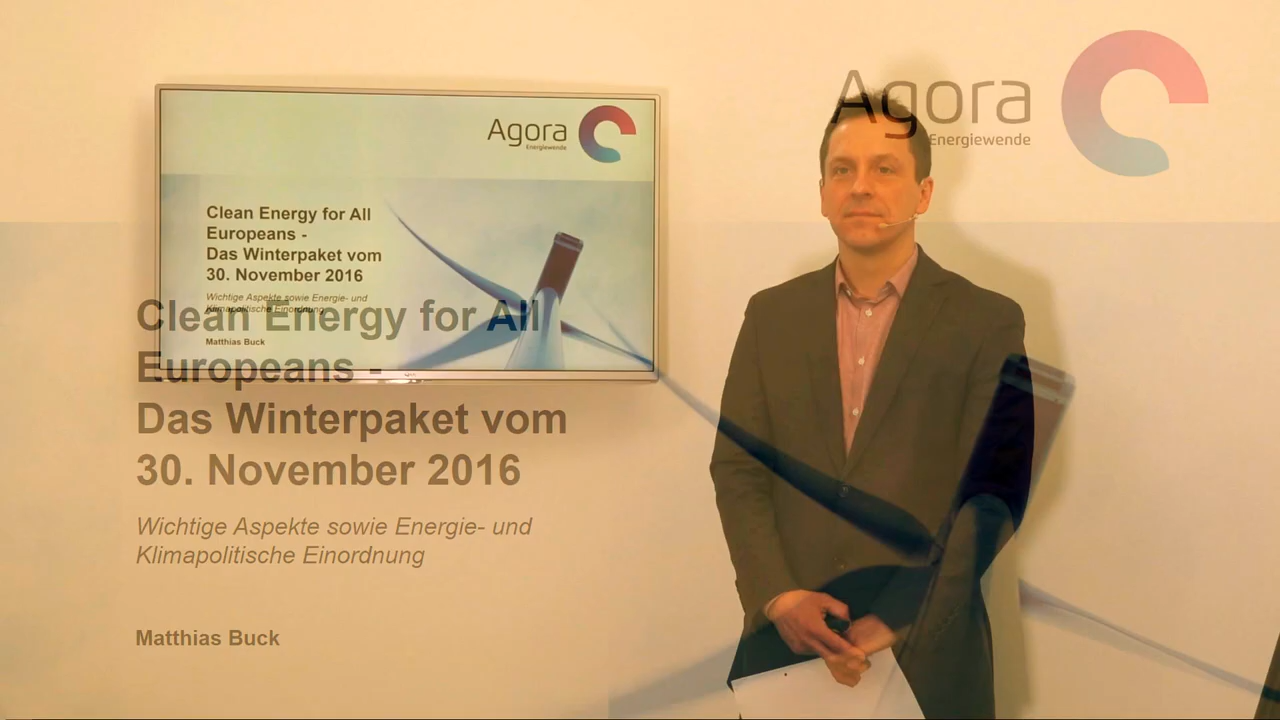 Agora
Energiewende
Clean Energy for All
Europeans -
Das Winterpaket vom
30. November 2016
Wichtige Aspekte sowie Energie- und
Klimapolitische Einordnung
Matthias Buck
Agora
Energiewende
Clean Energy for All
Europeans -
Das Winterpaket vom
30. November 2016
Wichtige Aspekte sowie Energie- und
Klimapolitische Einordnung
Matthias Buck